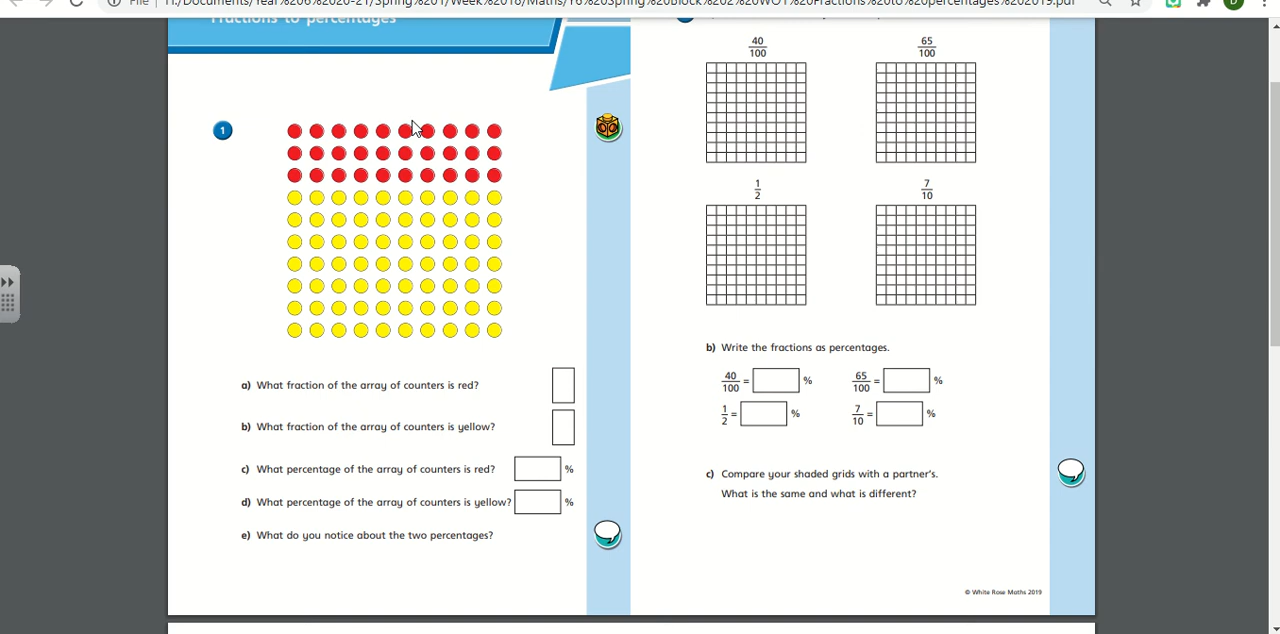 File
Fractions to percentages
1
a) What fraction of the array of counters is red?
b) What fraction of the array of counters is yellow?
c) What percentage of the array of counters is red? %
d) What percentage of the array of counters is yellow? %
e) What do you notice about the two percentages?
40/100 65/100
1/2 7/10
b) Write the fractions as percentages.
40/100 = % 65/100 = %
1/2 = % 7/10 = %
c) Compare your shaded grids with a partner's.
What is the same and what is different?
© White Rose Maths 2019